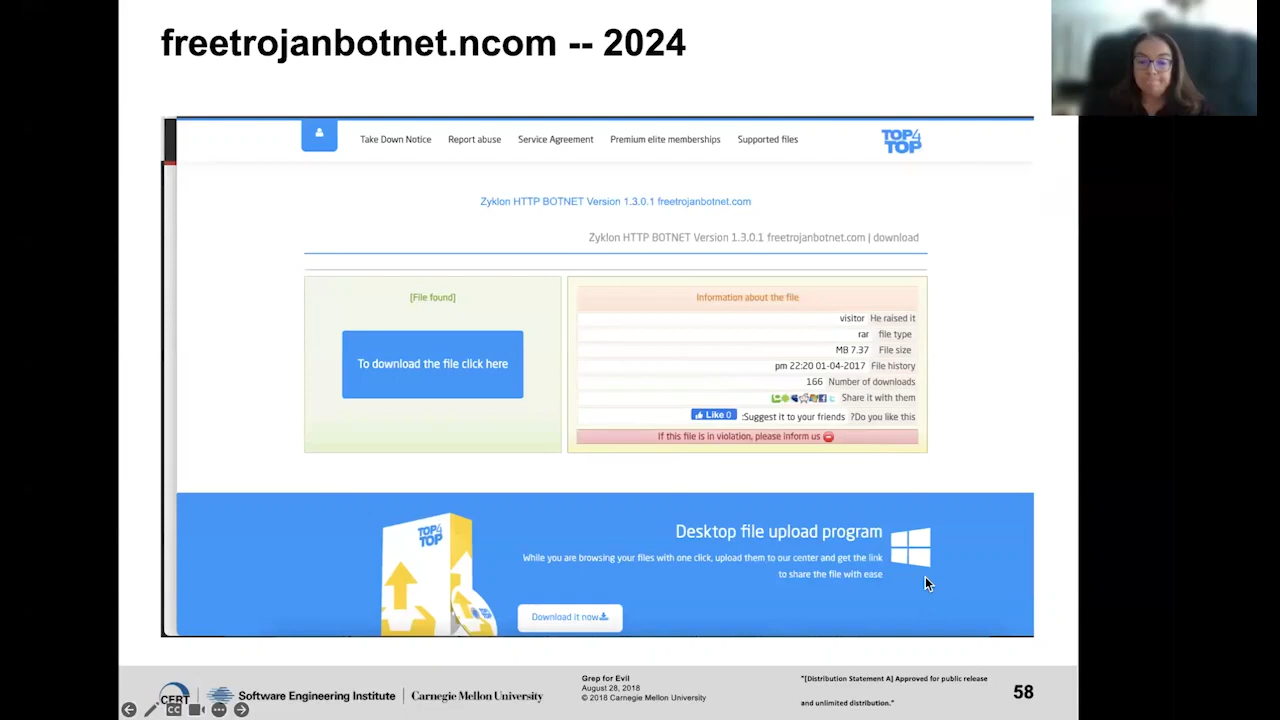 freetrojanbotnet.ncom -- 2024
Take Down Notice Report abuse Service Agreement Premium elite memberships Supported files
TOP4
TOP
Zyklon HTTP BOTNET Version 1.3.0.1 freetrojanbotnet.com
Zyklon HTTP BOTNET Version 1.3.0.1 freetrojanbotnet.com | download
[File found]
To download the file click here
Information about the file
visitor He raised it
rar file type
MB 7.37 File size
pm 22:20 01-04-2017 File history
166 Number of downloads
Share it with them
Like 0 :Suggest it to your friends ?Do you like this
If this file is in violation, please inform us
TOP4
TOP
Desktop file upload program
While you are browsing your files with one click, upload them to our center and get the link
to share the file with ease
Download it now
CERT Software Engineering Institute Carnegie Mellon University
Grep for Evil
August 28, 2018
© 2018 Carnegie Mellon University
"[Distribution Statement A] Approved for public release
and unlimited distribution."
58
CC